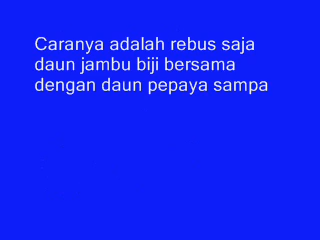 Caranya adalah rebus saja
daun jambu biji bersama
dengan daun pepaya sampa